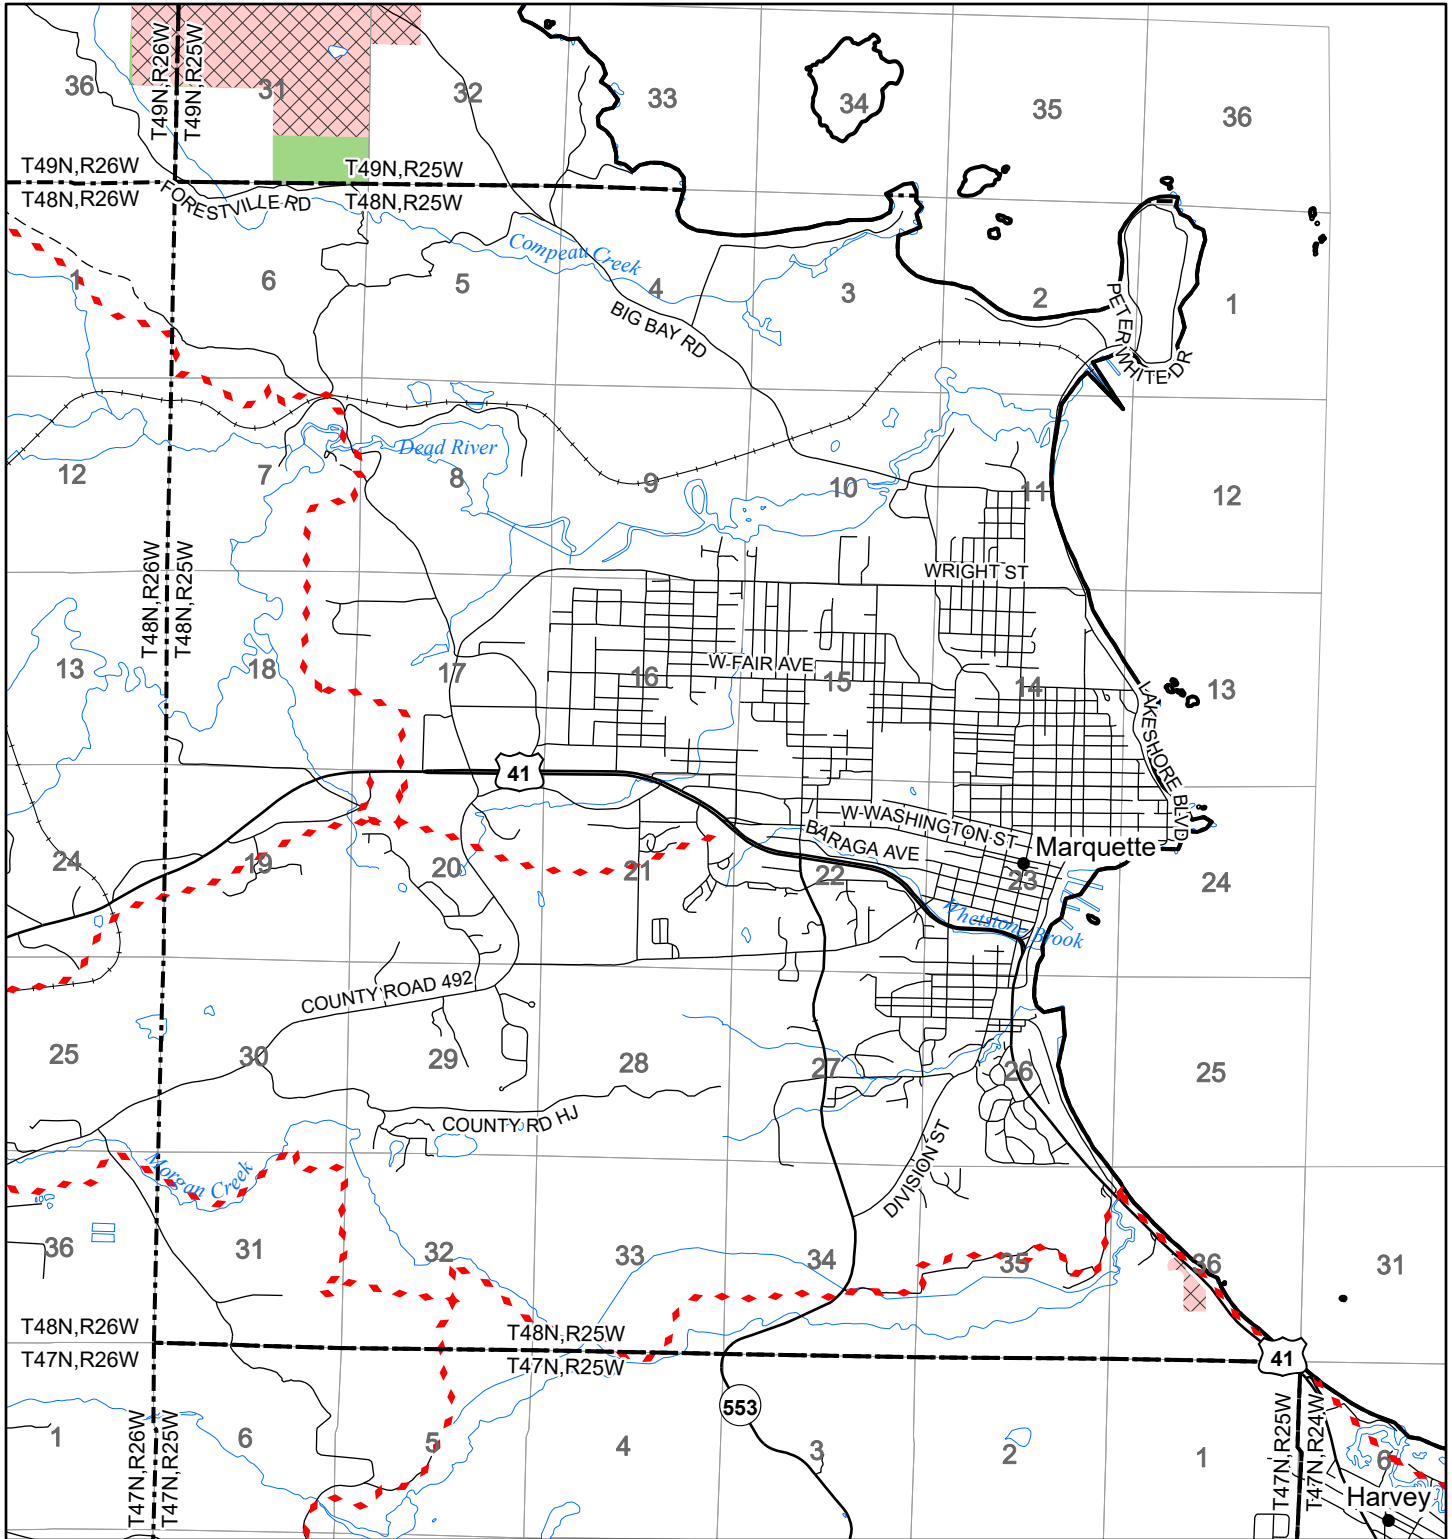 T49N,R26W
T49N,R25W
36
31
32
33
34
35
36
T49N,R26W
T49N,R25W
T48N,R26W
T48N,R25W
FORESTVILLE RD
Compeau Creek
1
6
5
4
3
2
1
BIG BAY RD
PETER WHITE DR
Dead River
12
7
8
9
10
11
12
T48N,R26W
T48N,R25W
WRIGHT ST
W FAIR AVE
13
18
17
16
15
14
13
LAKESHORE BLVD
41
W WASHINGTON ST
BARAGA AVE
Marquette
24
19
20
21
22
23
24
Whetstone Brook
COUNTY ROAD 492
25
30
29
28
27
26
25
COUNTY RD HJ
DIVISION ST
Morgan Creek
36
31
32
33
34
35
36
31
T48N,R26W
T48N,R25W
T47N,R26W
T47N,R25W
41
553
T47N,R26W
T47N,R25W
T47N,R25W
T47N,R24W
1
6
5
4
3
2
1
6
Harvey